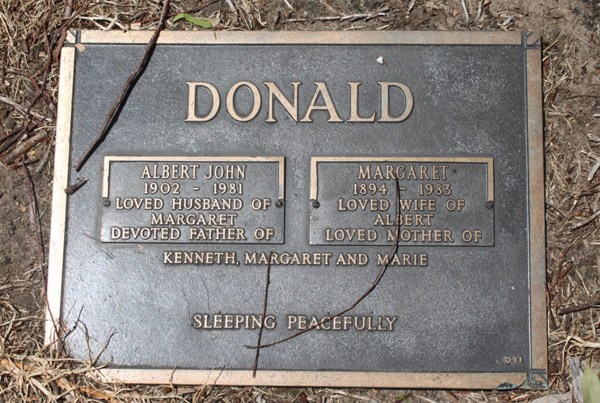 DONALD
ALBERT JOHN
1902 - 1981
LOVED HUSBAND OF
MARGARET
DEVOTED FATHER OF
MARGARET
1894 - 1983
LOVED WIFE OF
ALBERT
LOVED MOTHER OF
KENNETH, MARGARET AND MARIE
SLEEPING PEACEFULLY